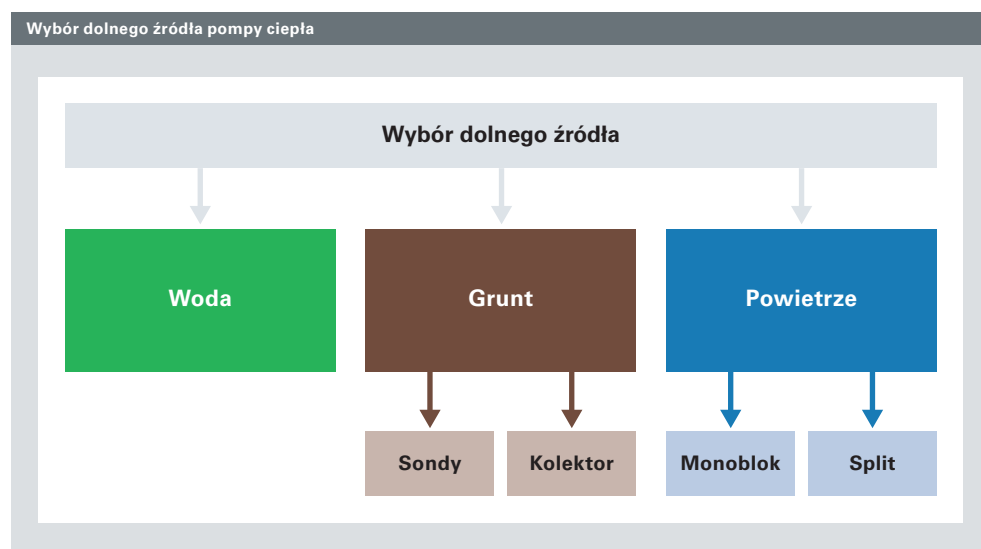 Wybór dolnego źródła pompy ciepła
Wybór dolnego źródła
Woda
Grunt
Powietrze
Sondy
Kolektor
Monoblok
Split